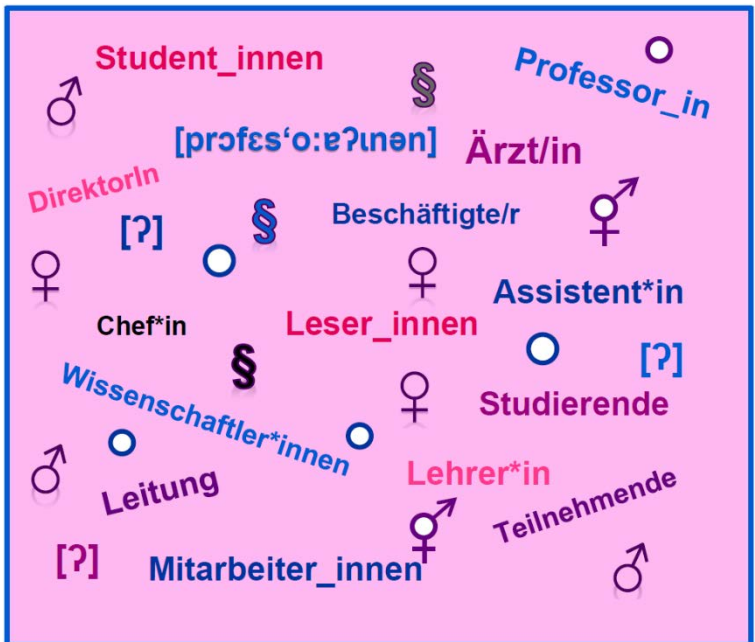 Student_innen
Professor_in
§
[prɔfɛsʻo:ɐʔɪnən]
Ärzt/in
DirektorIn
[ʔ]
§
Beschäftigte/r
Assistent*in
Chef*in
Leser_innen
§
[ʔ]
Wissenschaftler*innen
Studierende
Leitung
Lehrer*in
Teilnehmende
[ʔ]
Mitarbeiter_innen